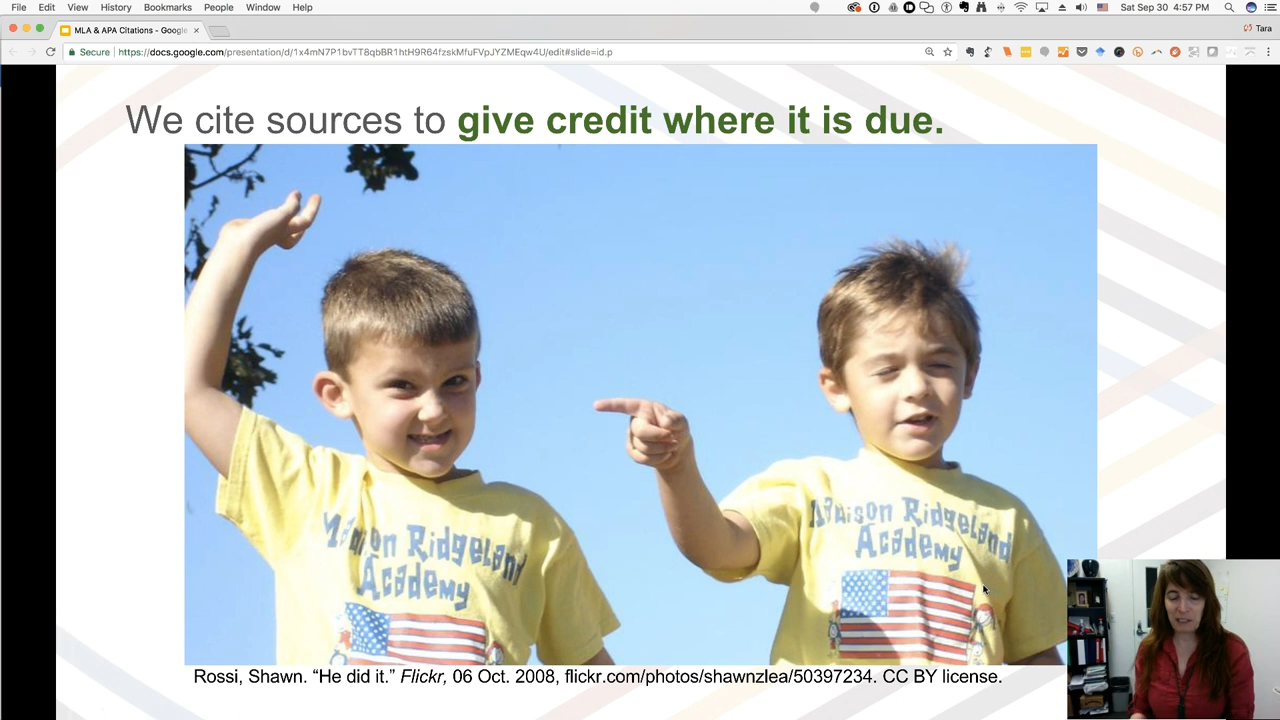 File Edit View History Bookmarks People Window Help
Sat Sep 30 4:57 PM
MLA & APA Citations - Google
Tara
Secure https://docs.google.com/presentation/d/1x4mN7P1bvTT8qbBR1htH9R64fzskMfuFVpJYZMEqw4U/edit#slide=id.p
We cite sources to give credit where it is due.
Madison Ridgeland
Academy
Madison Ridgeland
Academy
Rossi, Shawn. “He did it.” Flickr, 06 Oct. 2008, flickr.com/photos/shawnzlea/50397234. CC BY license.